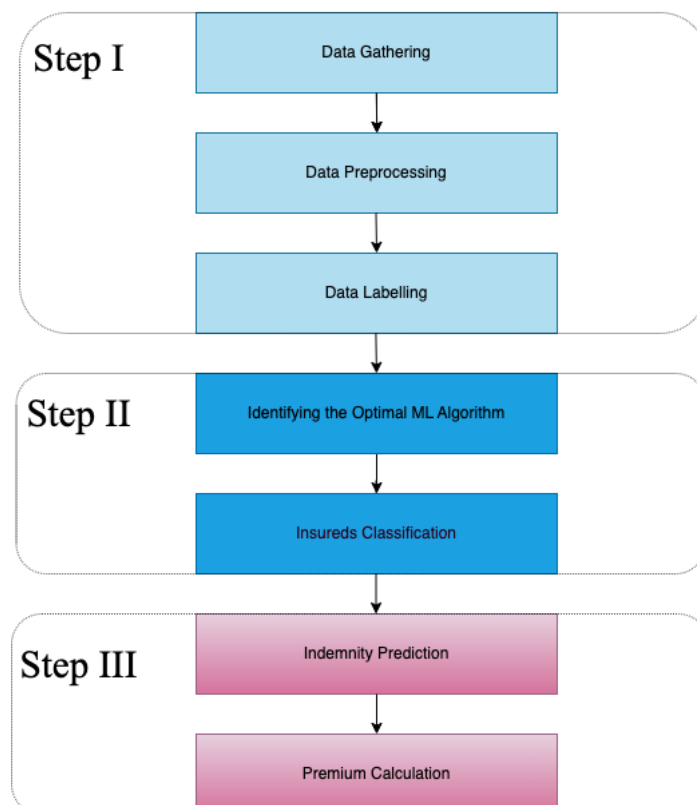 Step I
Data Gathering
Data Preprocessing
Data Labelling
Step II
Identifying the Optimal ML Algorithm
Insureds Classification
Step III
Indemnity Prediction
Premium Calculation